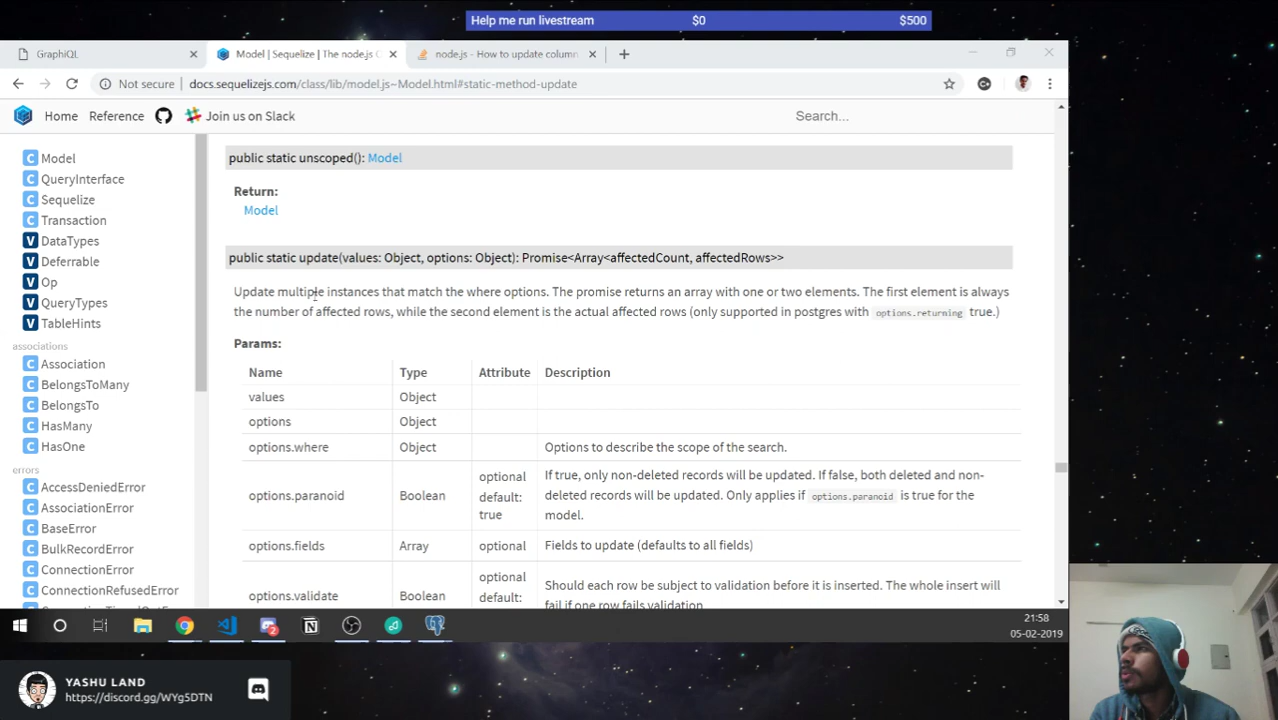 Help me run livestream $0 $500
GraphiQL
Model | Sequelize | The node.js
node.js - How to update column
Not secure docs.sequelizejs.com/class/lib/model.js~Model.html#static-method-update
Home Reference Join us on Slack Search...
C Model
C QueryInterface
C Sequelize
C Transaction
V DataTypes
V Deferrable
V Op
V QueryTypes
V TableHints
associations
C Association
C BelongsToMany
C BelongsTo
C HasMany
C HasOne
errors
C AccessDeniedError
C AssociationError
C BaseError
C BulkRecordError
C ConnectionError
C ConnectionRefusedError
public static unscoped(): Model
Return:
Model
public static update(values: Object, options: Object): Promise<Array<affectedCount, affectedRows>>
Update multiple instances that match the where options. The promise returns an array with one or two elements. The first element is always
the number of affected rows, while the second element is the actual affected rows (only supported in postgres with options.returning true.)
Params:
Name Type Attribute Description
values Object
options Object
options.where Object Options to describe the scope of the search.
options.paranoid Boolean optional default: true If true, only non-deleted records will be updated. If false, both deleted and non-
deleted records will be updated. Only applies if options.paranoid is true for the
model.
options.fields Array optional Fields to update (defaults to all fields)
options.validate Boolean optional default: Should each row be subject to validation before it is inserted. The whole insert will
fail if one row fails validation
21:58
05-02-2019
YASHU LAND
https://discord.gg/WYg5DTN